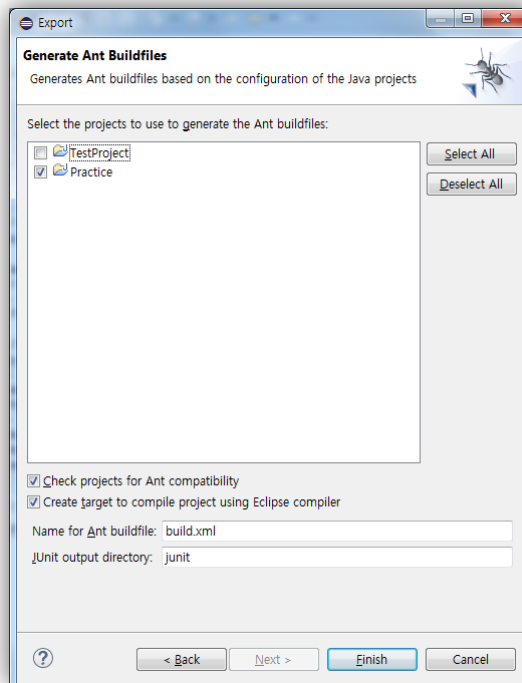 Export
Generate Ant Buildfiles
Generates Ant buildfiles based on the configuration of the Java projects
Select the projects to use to generate the Ant buildfiles:
TestProject
Practice
Select All
Deselect All
Check projects for Ant compatibility
Create target to compile project using Eclipse compiler
Name for Ant buildfile: build.xml
JUnit output directory: junit
? < Back Next > Finish Cancel